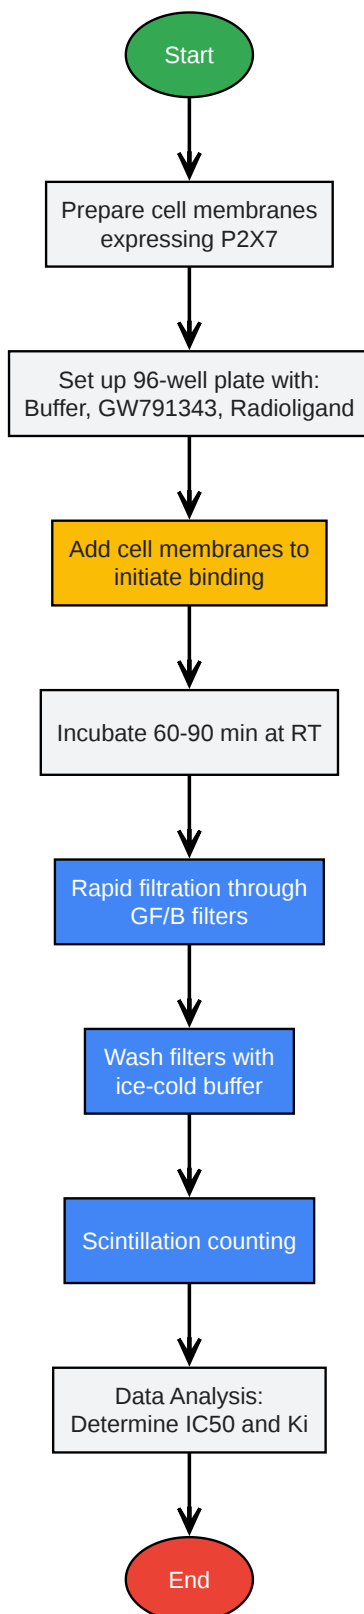 Start
Prepare cell membranes
expressing P2X7
Set up 96-well plate with:
Buffer, GW791343, Radioligand
Add cell membranes to
initiate binding
Incubate 60-90 min at RT
Rapid filtration through
GF/B filters
Wash filters with
ice-cold buffer
Scintillation counting
Data Analysis:
Determine IC50 and Ki
End